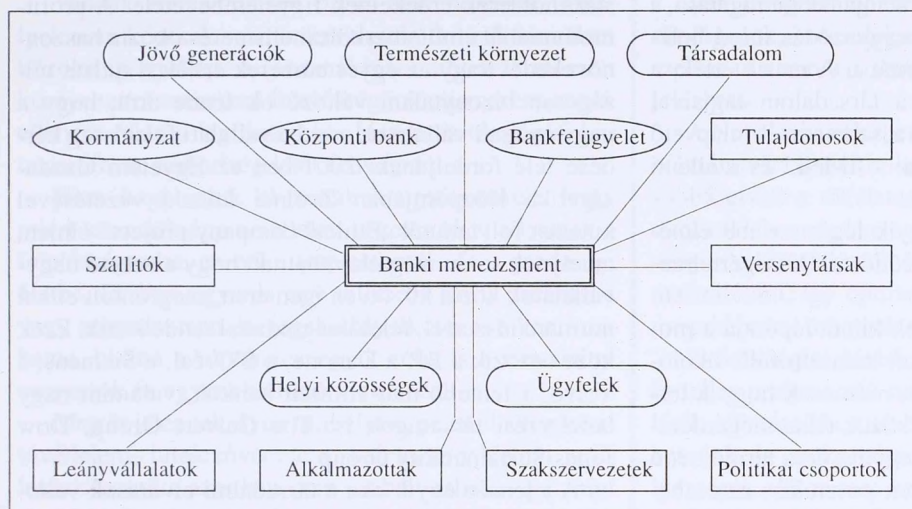 Jövő generációk
Természeti környezet
Társadalom
Kormányzat
Központi bank
Bankfelügyelet
Tulajdonosok
Szállítók
Banki menedzsment
Versenytársak
Helyi közösségek
Ügyfelek
Leányvállalatok
Alkalmazottak
Szakszervezetek
Politikai csoportok